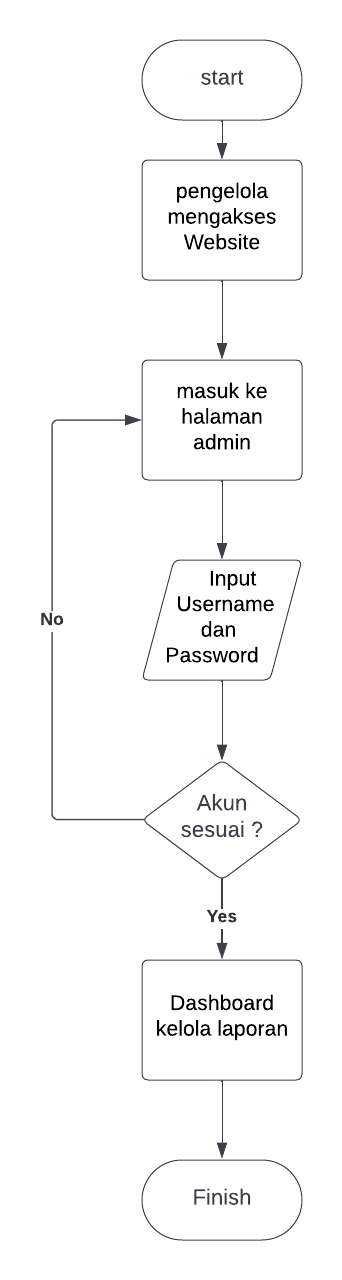 start
pengelola
mengakses
Website
masuk ke
halaman
admin
Input
Username
dan
Password
No
Akun
sesuai ?
Yes
Dashboard
kelola laporan
Finish